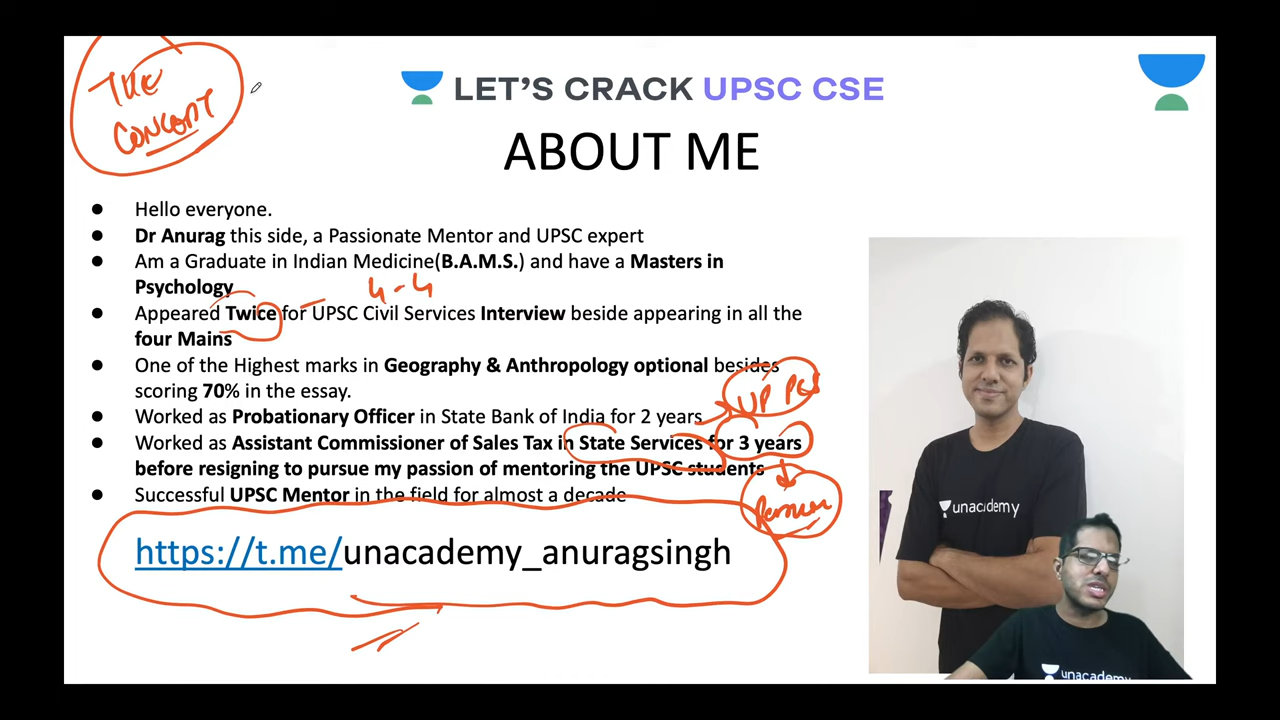 THE
CONCEPT
LET'S CRACK UPSC CSE
ABOUT ME
● Hello everyone.
● Dr Anurag this side, a Passionate Mentor and UPSC expert
● Am a Graduate in Indian Medicine(B.A.M.S.) and have a Masters in
Psychology
4-4
● Appeared Twice for UPSC Civil Services Interview beside appearing in all the
four Mains
● One of the Highest marks in Geography & Anthropology optional besides
scoring 70% in the essay.
UP PCS
● Worked as Probationary Officer in State Bank of India for 2 years
● Worked as Assistant Commissioner of Sales Tax in State Services for 3 years
before resigning to pursue my passion of mentoring the UPSC students
● Successful UPSC Mentor in the field for almost a decade
https://t.me/unacademy_anuragsingh
unacademy
unacademy